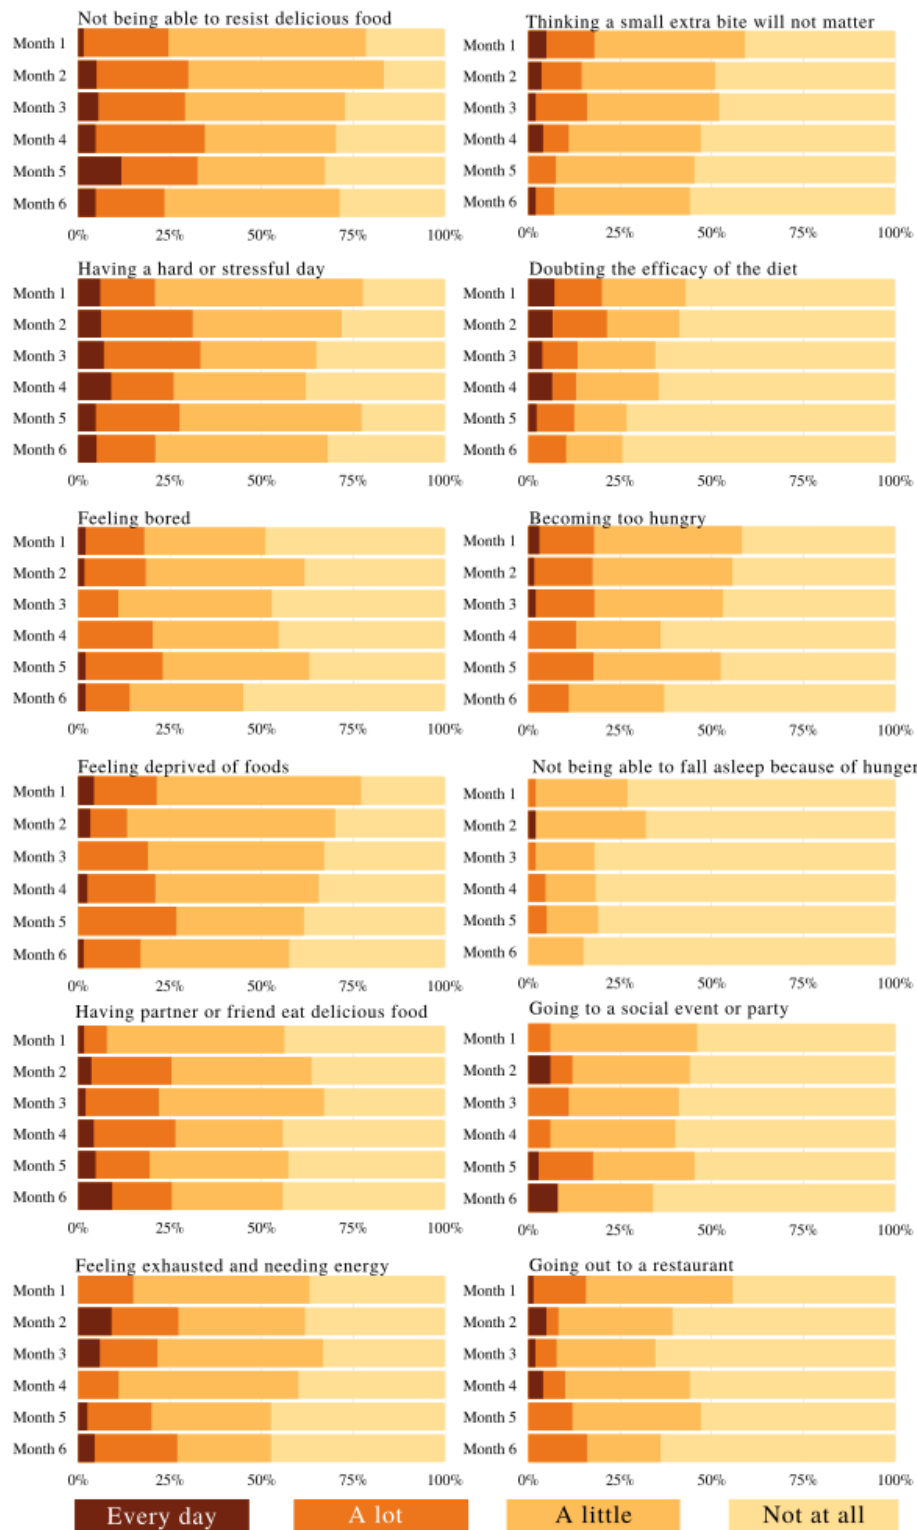 Not being able to resist delicious food
Month 1
Month 2
Month 3
Month 4
Month 5
Month 6
0% 25% 50% 75% 100%
Thinking a small extra bite will not matter
Month 1
Month 2
Month 3
Month 4
Month 5
Month 6
0% 25% 50% 75% 100%
Having a hard or stressful day
Month 1
Month 2
Month 3
Month 4
Month 5
Month 6
0% 25% 50% 75% 100%
Doubting the efficacy of the diet
Month 1
Month 2
Month 3
Month 4
Month 5
Month 6
0% 25% 50% 75% 100%
Feeling bored
Month 1
Month 2
Month 3
Month 4
Month 5
Month 6
0% 25% 50% 75% 100%
Becoming too hungry
Month 1
Month 2
Month 3
Month 4
Month 5
Month 6
0% 25% 50% 75% 100%
Feeling deprived of foods
Month 1
Month 2
Month 3
Month 4
Month 5
Month 6
0% 25% 50% 75% 100%
Not being able to fall asleep because of hunger
Month 1
Month 2
Month 3
Month 4
Month 5
Month 6
0% 25% 50% 75% 100%
Having partner or friend eat delicious food
Month 1
Month 2
Month 3
Month 4
Month 5
Month 6
0% 25% 50% 75% 100%
Going to a social event or party
Month 1
Month 2
Month 3
Month 4
Month 5
Month 6
0% 25% 50% 75% 100%
Feeling exhausted and needing energy
Month 1
Month 2
Month 3
Month 4
Month 5
Month 6
0% 25% 50% 75% 100%
Going out to a restaurant
Month 1
Month 2
Month 3
Month 4
Month 5
Month 6
0% 25% 50% 75% 100%
Every day A lot A little Not at all